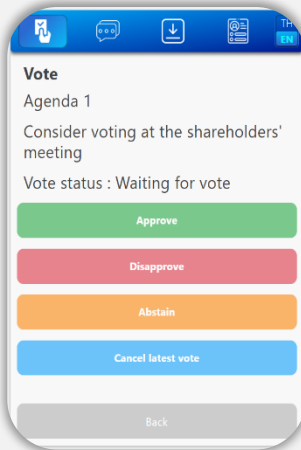 TH
EN
Vote
Agenda 1
Consider voting at the shareholders'
meeting
Vote status : Waiting for vote
Approve
Disapprove
Abstain
Cancel latest vote
Back